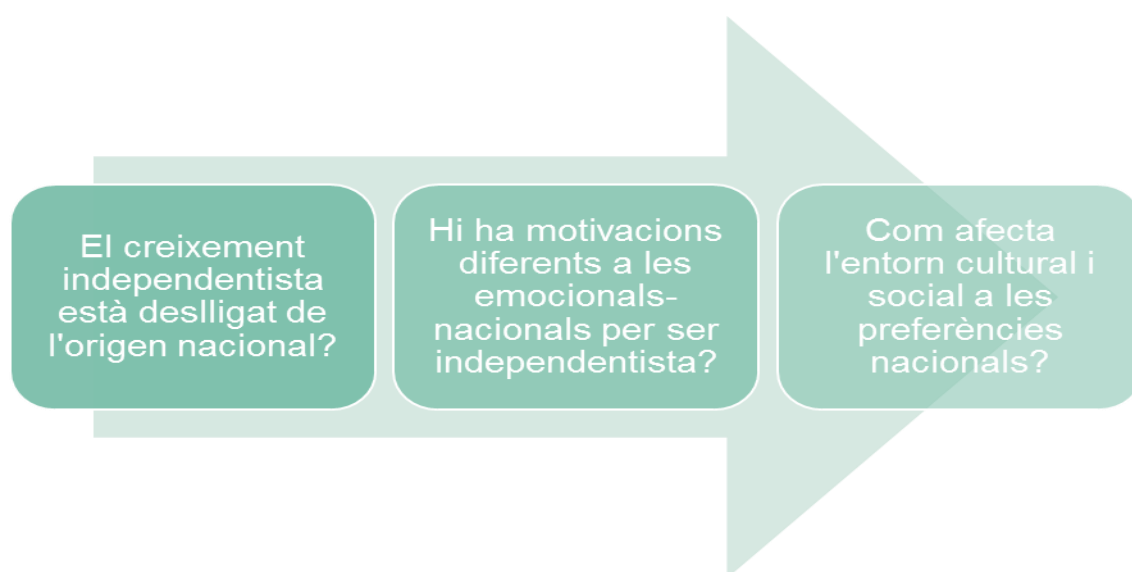 El creixement
independentista
està deslligat de
l'origen nacional?
Hi ha motivacions
diferents a les
emocionals-
nacionals per ser
independentista?
Com afecta
l'entorn cultural i
social a les
preferències
nacionals?